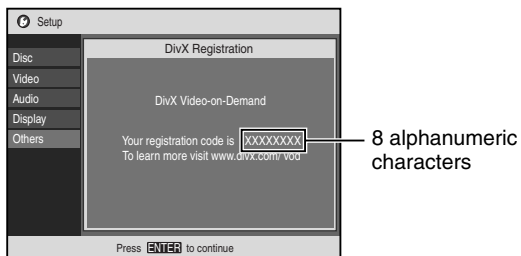 Setup
DivX Registration
Disc
Video
Audio
Display
Others
DivX Video-on-Demand
Your registration code is XXXXXXXX
To learn more visit www.divx.com/ vod
8 alphanumeric
characters
Press ENTER to continue